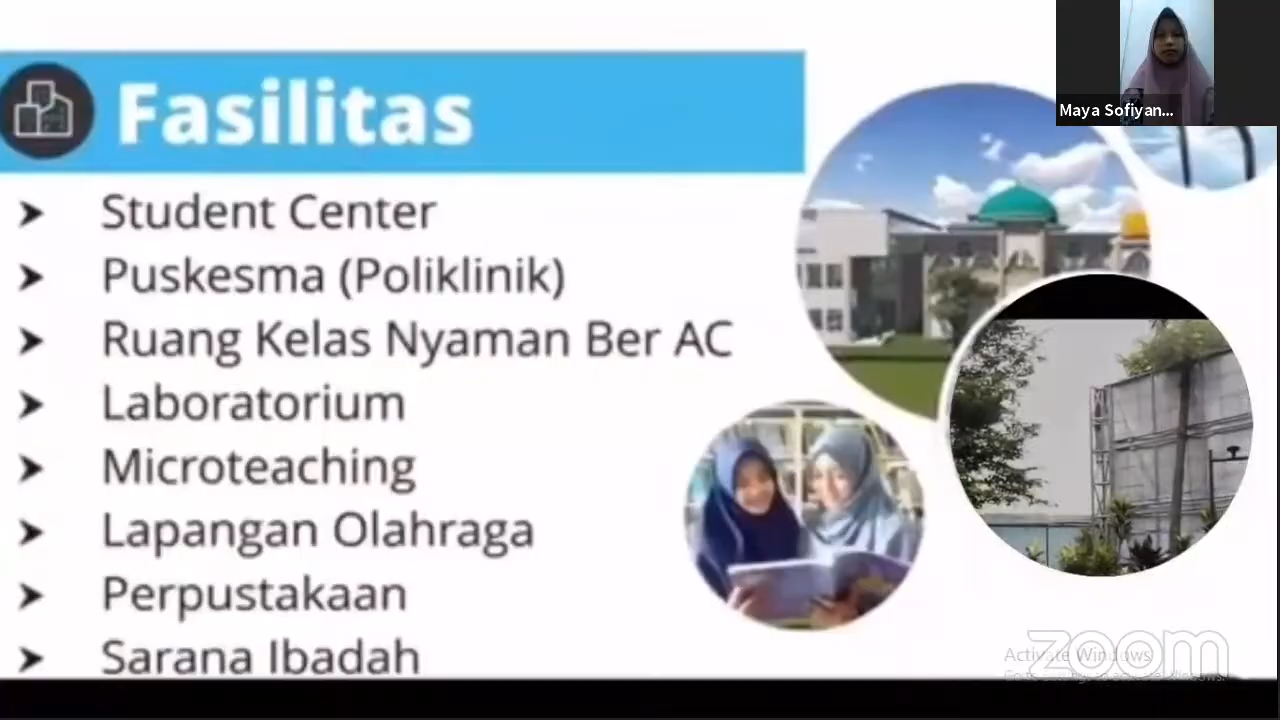 Fasilitas
Maya Sofiyan...
➤ Student Center
➤ Puskesma (Poliklinik)
➤ Ruang Kelas Nyaman Ber AC
➤ Laboratorium
➤ Microteaching
➤ Lapangan Olahraga
➤ Perpustakaan
➤ Sarana Ibadah
zoom
Activate Windows